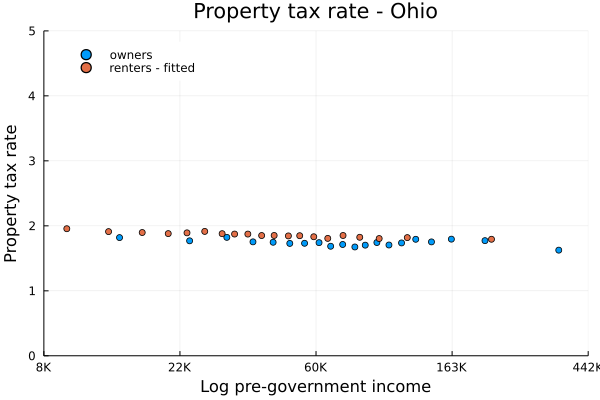 Property tax rate - Ohio
owners
renters - fitted
Property tax rate
5
4
3
2
1
0
8K 22K 60K 163K 442K
Log pre-government income